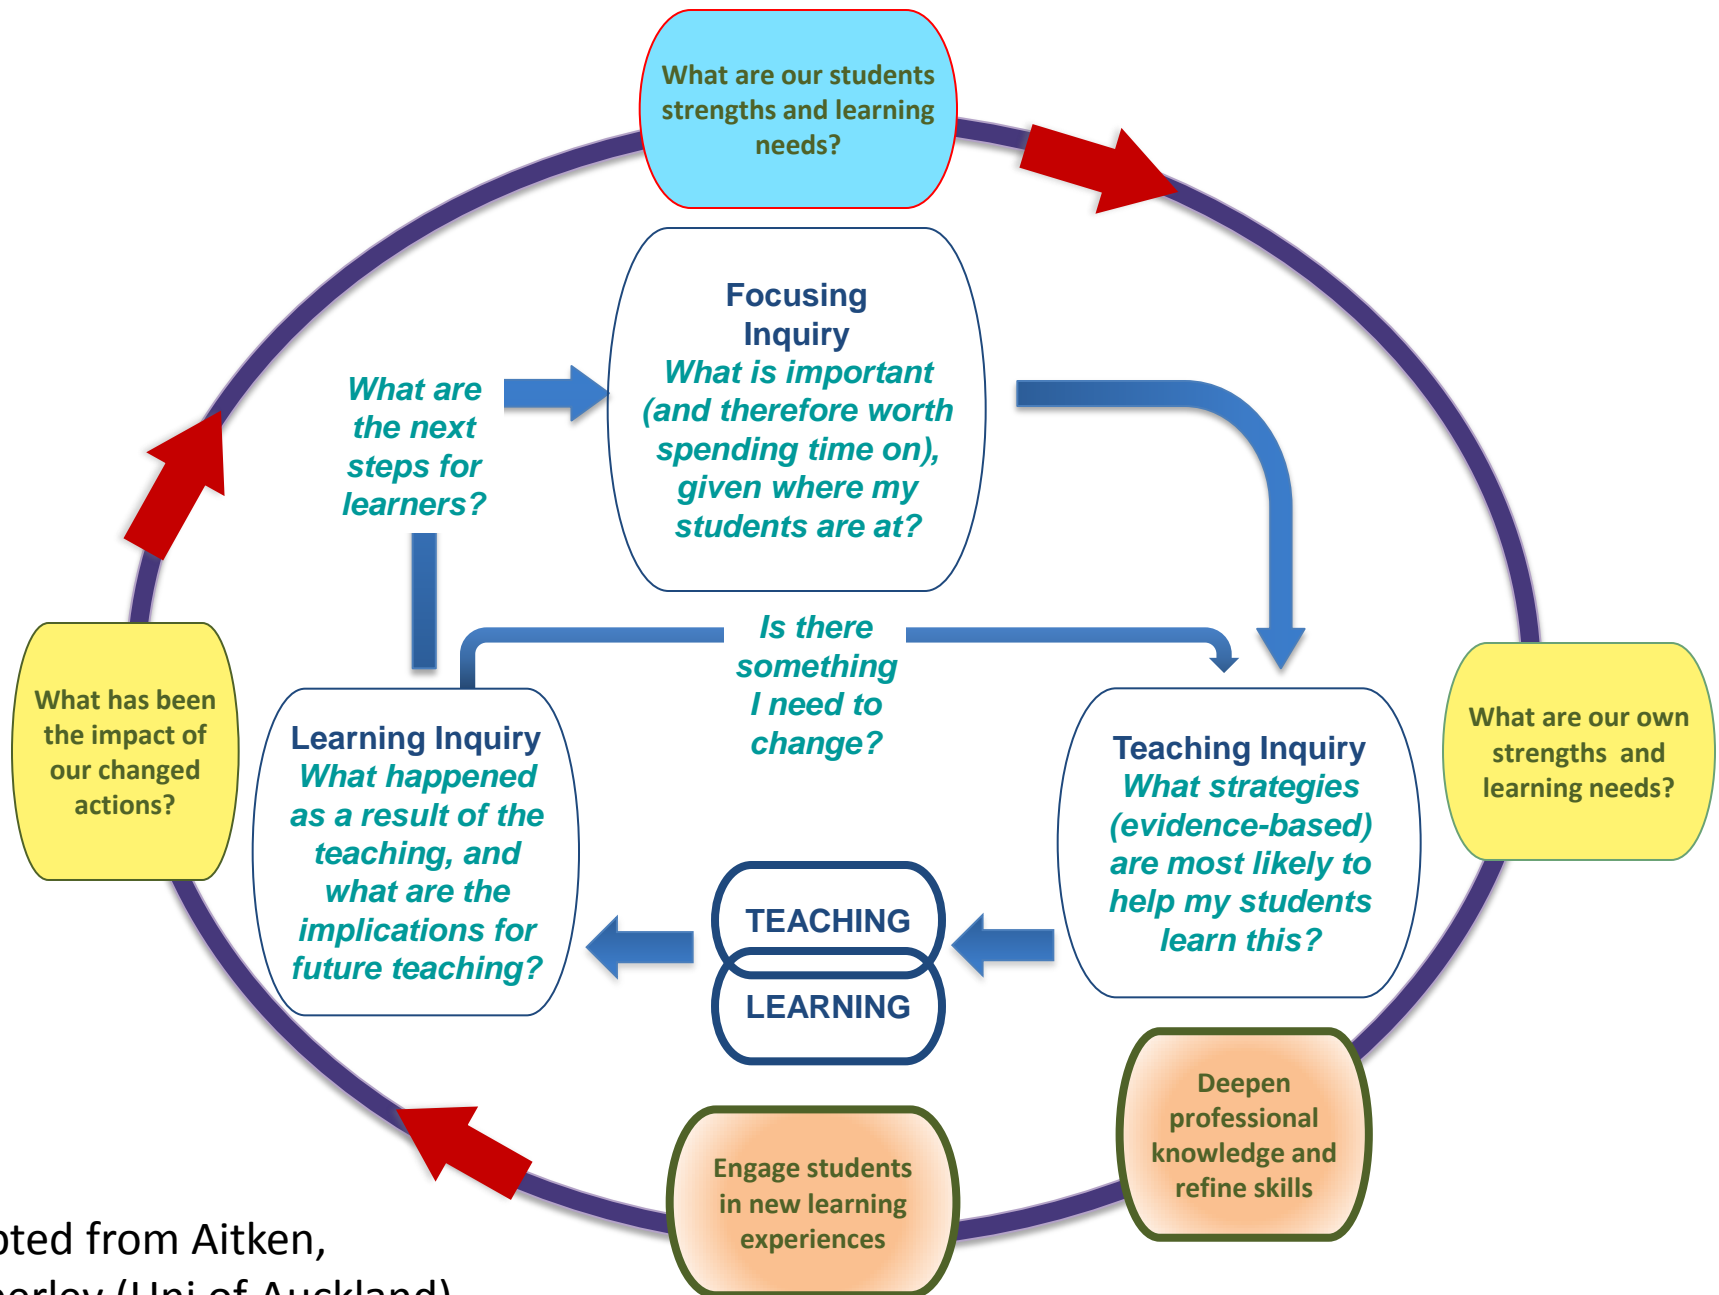 What are our students
strengths and learning
needs?
Focusing
Inquiry
What is important
(and therefore worth
spending time on),
given where my
students are at?
What are
the next
steps for
learners?
Is there
something
I need to
change?
What has been
the impact of
our changed
actions?
Learning Inquiry
What happened
as a result of the
teaching, and
what are the
implications for
future teaching?
Teaching Inquiry
What strategies
(evidence-based)
are most likely to
help my students
learn this?
What are our own
strengths and
learning needs?
TEACHING
LEARNING
Deepen
professional
knowledge and
refine skills
Engage students
in new learning
experiences
from Aitken,
(Uni of Auckland)